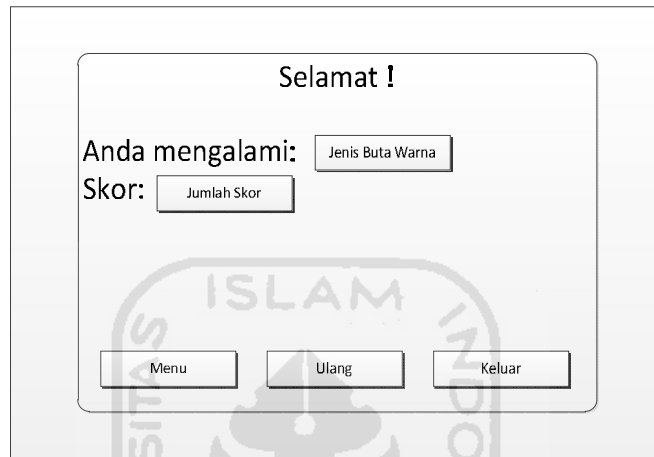 Selamat !
Anda mengalami: Jenis Buta Warna
Skor: Jumlah Skor
ISLAM
Menu Ulang Keluar